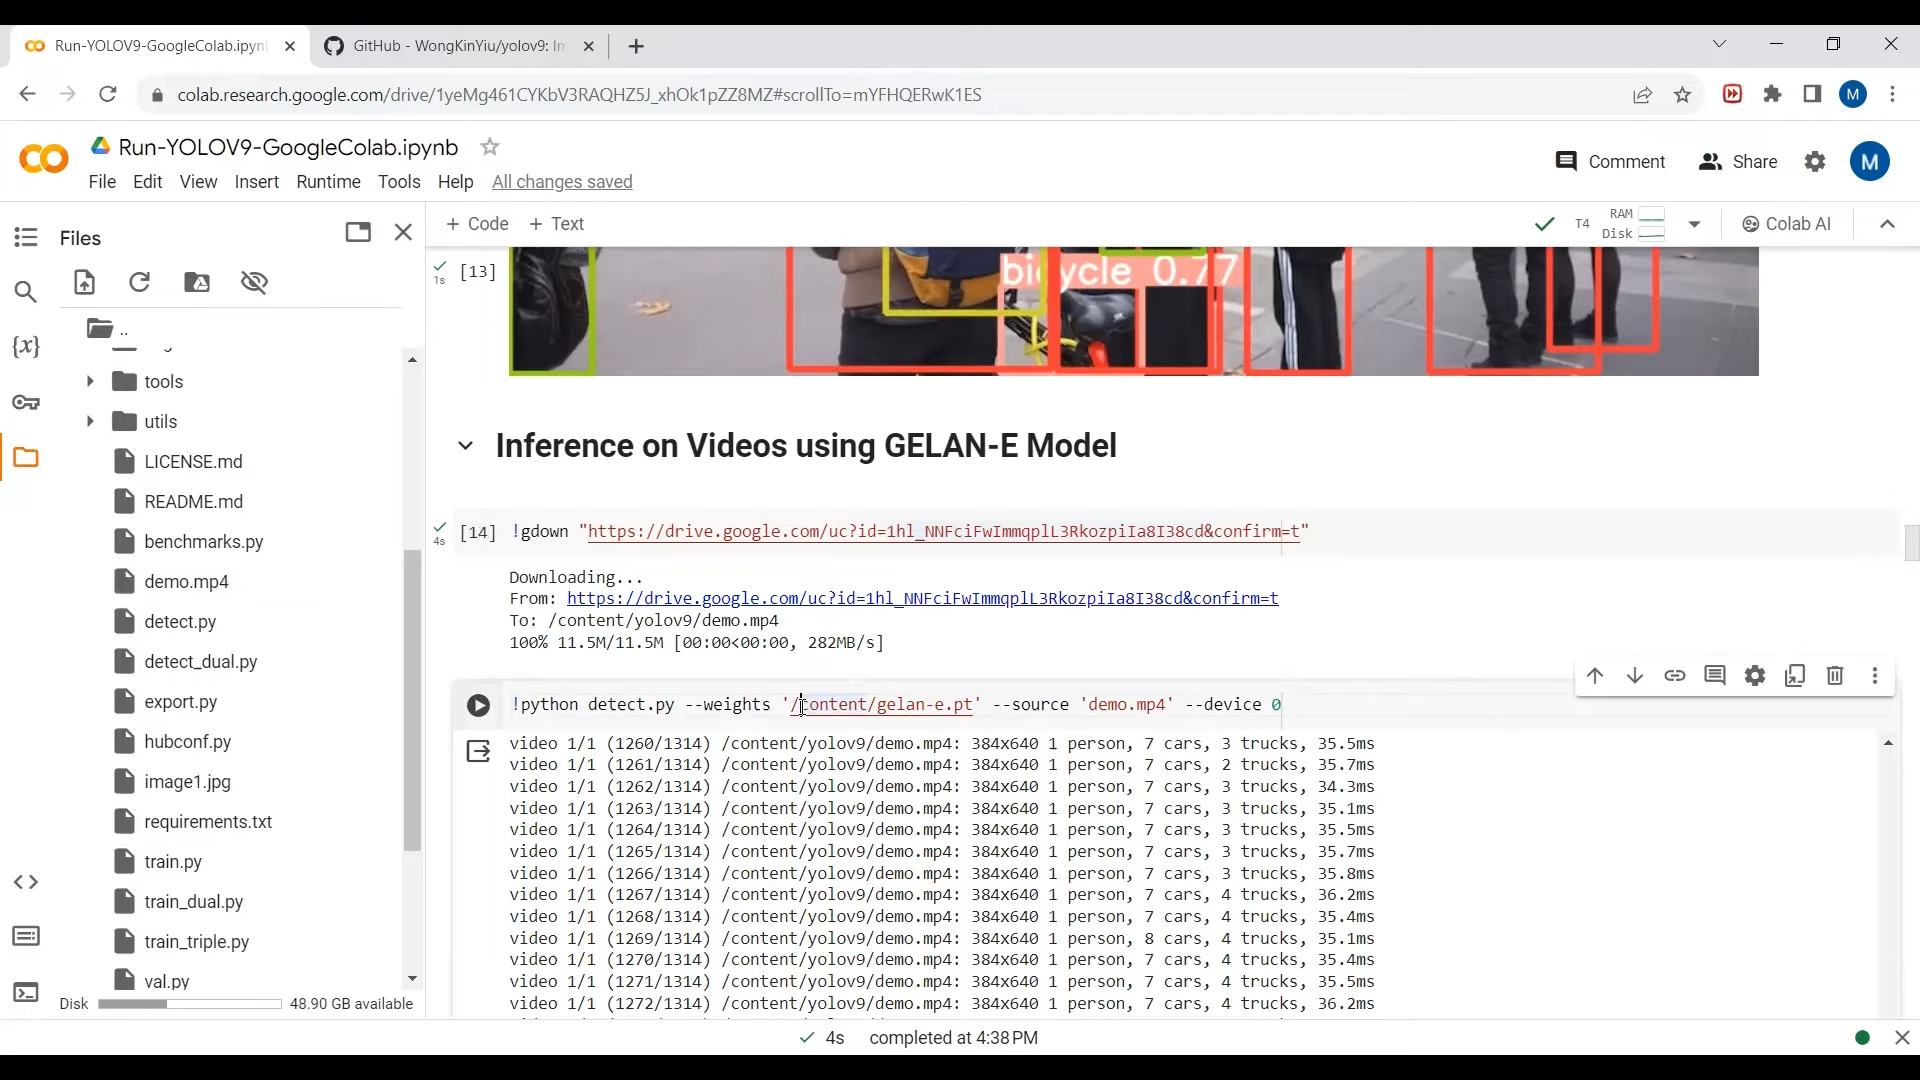 Run-YOLOV9-GoogleColab.ipynb
GitHub - WongKinYiu/yolov9: Im
colab.research.google.com/drive/1yeMg461CYKbV3RAQHZ5J_xhOk1pZZ8MZ#scrollTo=mYFHQERwK1ES
M
Run-YOLOV9-GoogleColab.ipynb
File Edit View Insert Runtime Tools Help All changes saved
Comment
Share
M
Files
+ Code + Text
T4
RAM
Disk
Colab AI
..
tools
utils
LICENSE.md
README.md
benchmarks.py
demo.mp4
detect.py
detect_dual.py
export.py
hubconf.py
image1.jpg
requirements.txt
train.py
train_dual.py
train_triple.py
val.py
Disk 48.90 GB available
1s
[13]
bicycle 0.77
Inference on Videos using GELAN-E Model
4s
[14] !gdown "https://drive.google.com/uc?id=1hl_NNFciFwImmqplL3RkozpiIa8I38cd&confirm=t"
Downloading...
From: https://drive.google.com/uc?id=1hl_NNFciFwImmqplL3RkozpiIa8I38cd&confirm=t
To: /content/yolov9/demo.mp4
100% 11.5M/11.5M [00:00<00:00, 282MB/s]
!python detect.py --weights '/content/gelan-e.pt' --source 'demo.mp4' --device 0
video 1/1 (1260/1314) /content/yolov9/demo.mp4: 384x640 1 person, 7 cars, 3 trucks, 35.5ms
video 1/1 (1261/1314) /content/yolov9/demo.mp4: 384x640 1 person, 7 cars, 2 trucks, 35.7ms
video 1/1 (1262/1314) /content/yolov9/demo.mp4: 384x640 1 person, 7 cars, 3 trucks, 34.3ms
video 1/1 (1263/1314) /content/yolov9/demo.mp4: 384x640 1 person, 7 cars, 3 trucks, 35.1ms
video 1/1 (1264/1314) /content/yolov9/demo.mp4: 384x640 1 person, 7 cars, 3 trucks, 35.5ms
video 1/1 (1265/1314) /content/yolov9/demo.mp4: 384x640 1 person, 7 cars, 3 trucks, 35.7ms
video 1/1 (1266/1314) /content/yolov9/demo.mp4: 384x640 1 person, 7 cars, 3 trucks, 35.8ms
video 1/1 (1267/1314) /content/yolov9/demo.mp4: 384x640 1 person, 7 cars, 4 trucks, 36.2ms
video 1/1 (1268/1314) /content/yolov9/demo.mp4: 384x640 1 person, 7 cars, 4 trucks, 35.4ms
video 1/1 (1269/1314) /content/yolov9/demo.mp4: 384x640 1 person, 8 cars, 4 trucks, 35.1ms
video 1/1 (1270/1314) /content/yolov9/demo.mp4: 384x640 1 person, 7 cars, 4 trucks, 35.4ms
video 1/1 (1271/1314) /content/yolov9/demo.mp4: 384x640 1 person, 7 cars, 4 trucks, 35.5ms
video 1/1 (1272/1314) /content/yolov9/demo.mp4: 384x640 1 person, 7 cars, 4 trucks, 36.2ms
4s completed at 4:38 PM